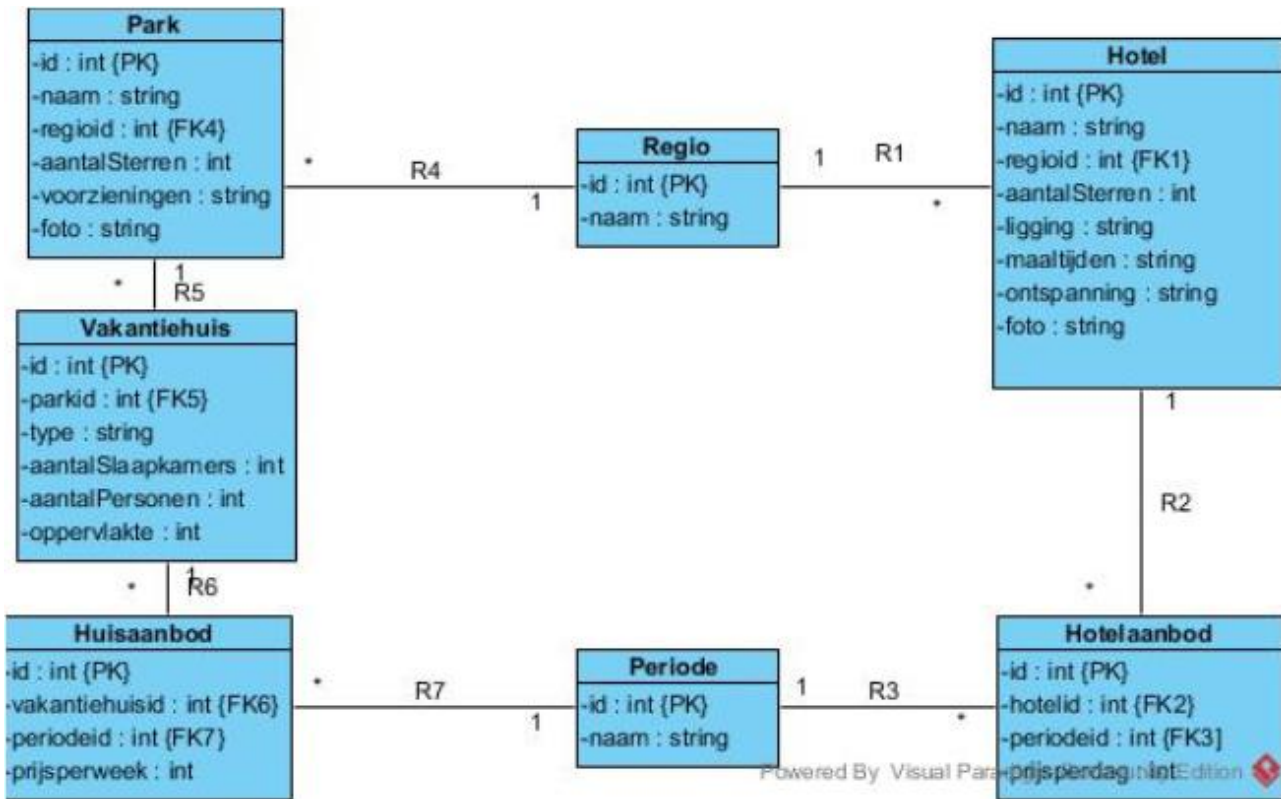 Park
-id : int {PK}
-naam : string
-regioid : int {FK4}
-aantalSterren : int
-voorzieningen : string
-foto : string
*
R4
1
Regio
-id : int {PK}
-naam : string
1
R1
*
Hotel
-id : int {PK}
-naam : string
-regioid : int {FK1}
-aantalSterren : int
-ligging : string
-maaltijden : string
-ontspanning : string
-foto : string
1
*
R5
Vakantiehuis
-id : int {PK}
-parkid : int {FK5}
-type : string
-aantalSlaapkamers : int
-aantalPersonen : int
-oppervlakte : int
1
R2
*
1
*
R6
Huisaanbod
-id : int {PK}
-vakantiehuisid : int {FK6}
-periodeid : int {FK7}
-prijsperweek : int
*
R7
1
Periode
-id : int {PK}
-naam : string
1
R3
*
Hotelaanbod
-id : int {PK}
-hotelid : int {FK2}
-periodeid : int {FK3]
-prijsperdag : int
Powered By Visual Edition